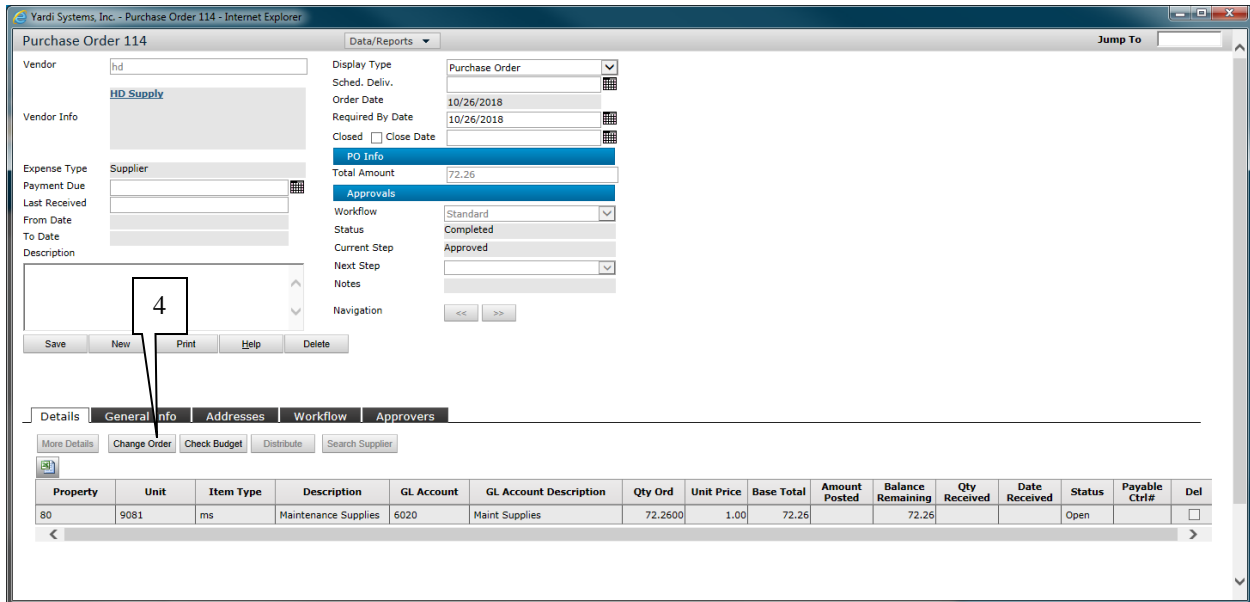 Yardi Systems, Inc. - Purchase Order 114 - Internet Explorer
Purchase Order 114
Data/Reports
Jump To
Vendor
hd
Vendor Info
HD Supply
Expense Type
Supplier
Payment Due
Last Received
From Date
To Date
Description
Display Type
Purchase Order
Sched. Deliv.
Order Date
10/26/2018
Required By Date
10/26/2018
Closed
Close Date
PO Info
Total Amount
72.26
Approvals
Workflow
Standard
Status
Completed
Current Step
Approved
Next Step
Notes
Navigation
<< >>
4
Save New Print Help Delete
Details General Info Addresses Workflow Approvers
More Details Change Order Check Budget Distribute Search Supplier
Property Unit Item Type Description GL Account GL Account Description Qty Ord Unit Price Base Total Amount Posted Balance Remaining Qty Received Date Received Status Payable Ctrl# Del
80 9081 ms Maintenance Supplies 6020 Maint Supplies 72.2600 1.00 72.26 72.26 Open